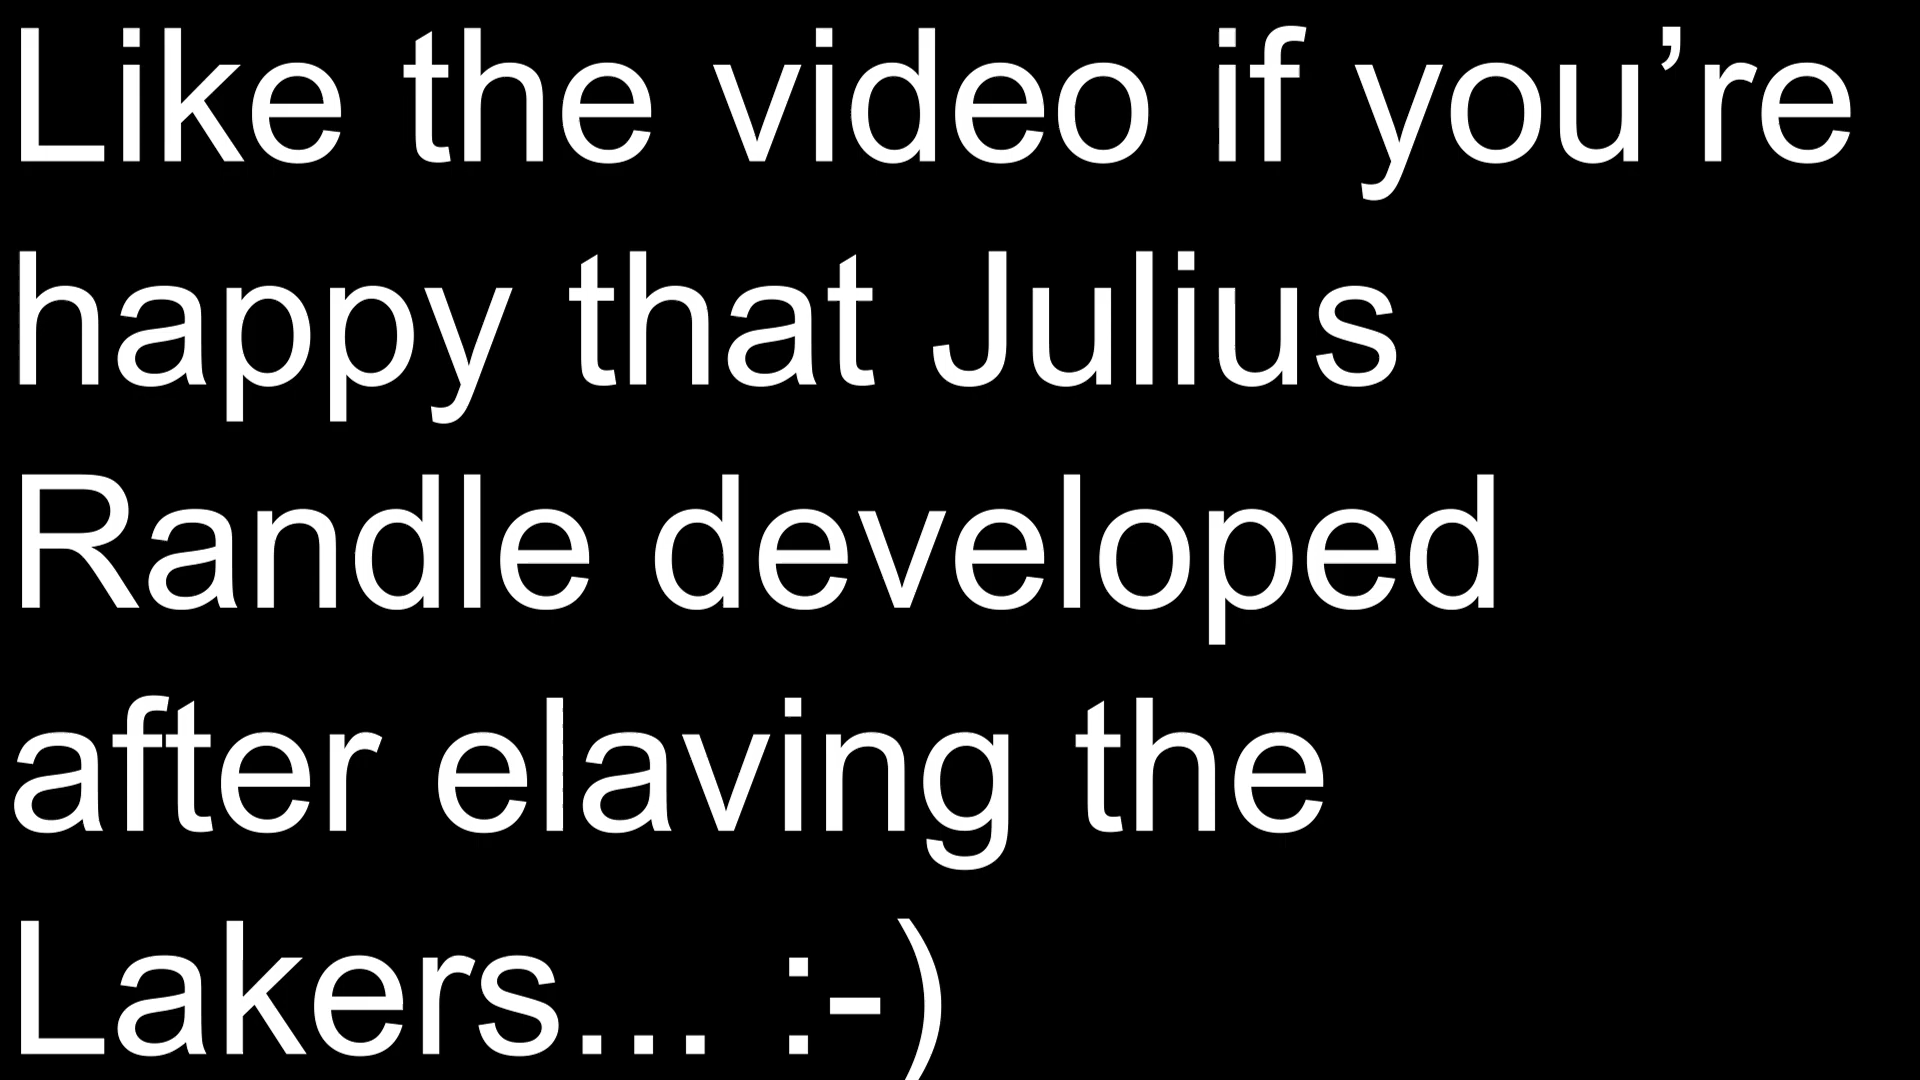 Like the video if you’re
happy that Julius
Randle developed
after elaving the
Lakers... :-)